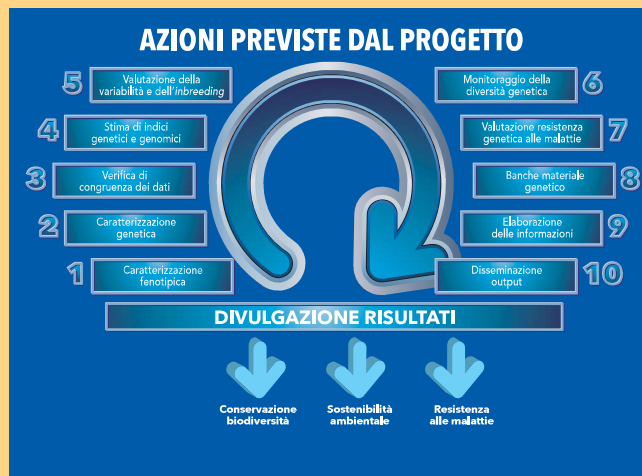 AZIONI PREVISTE DAL PROGETTO
5
Valutazione della
variabilità e dell'inbreeding
4
Stima di indici
genetici e genomici
3
Verifica di
congruenza dei dati
2
Caratterizzazione
genetica
1
Caratterizzazione
fenotipica
Monitoraggio della
diversità genetica
6
Valutazione resistenza
genetica alle malattie
7
Banche materiale
genetico
8
Elaborazione
delle informazioni
9
Disseminazione
output
10
DIVULGAZIONE RISULTATI
Conservazione
biodiversità
Sostenibilità
ambientale
Resistenza
alle malattie